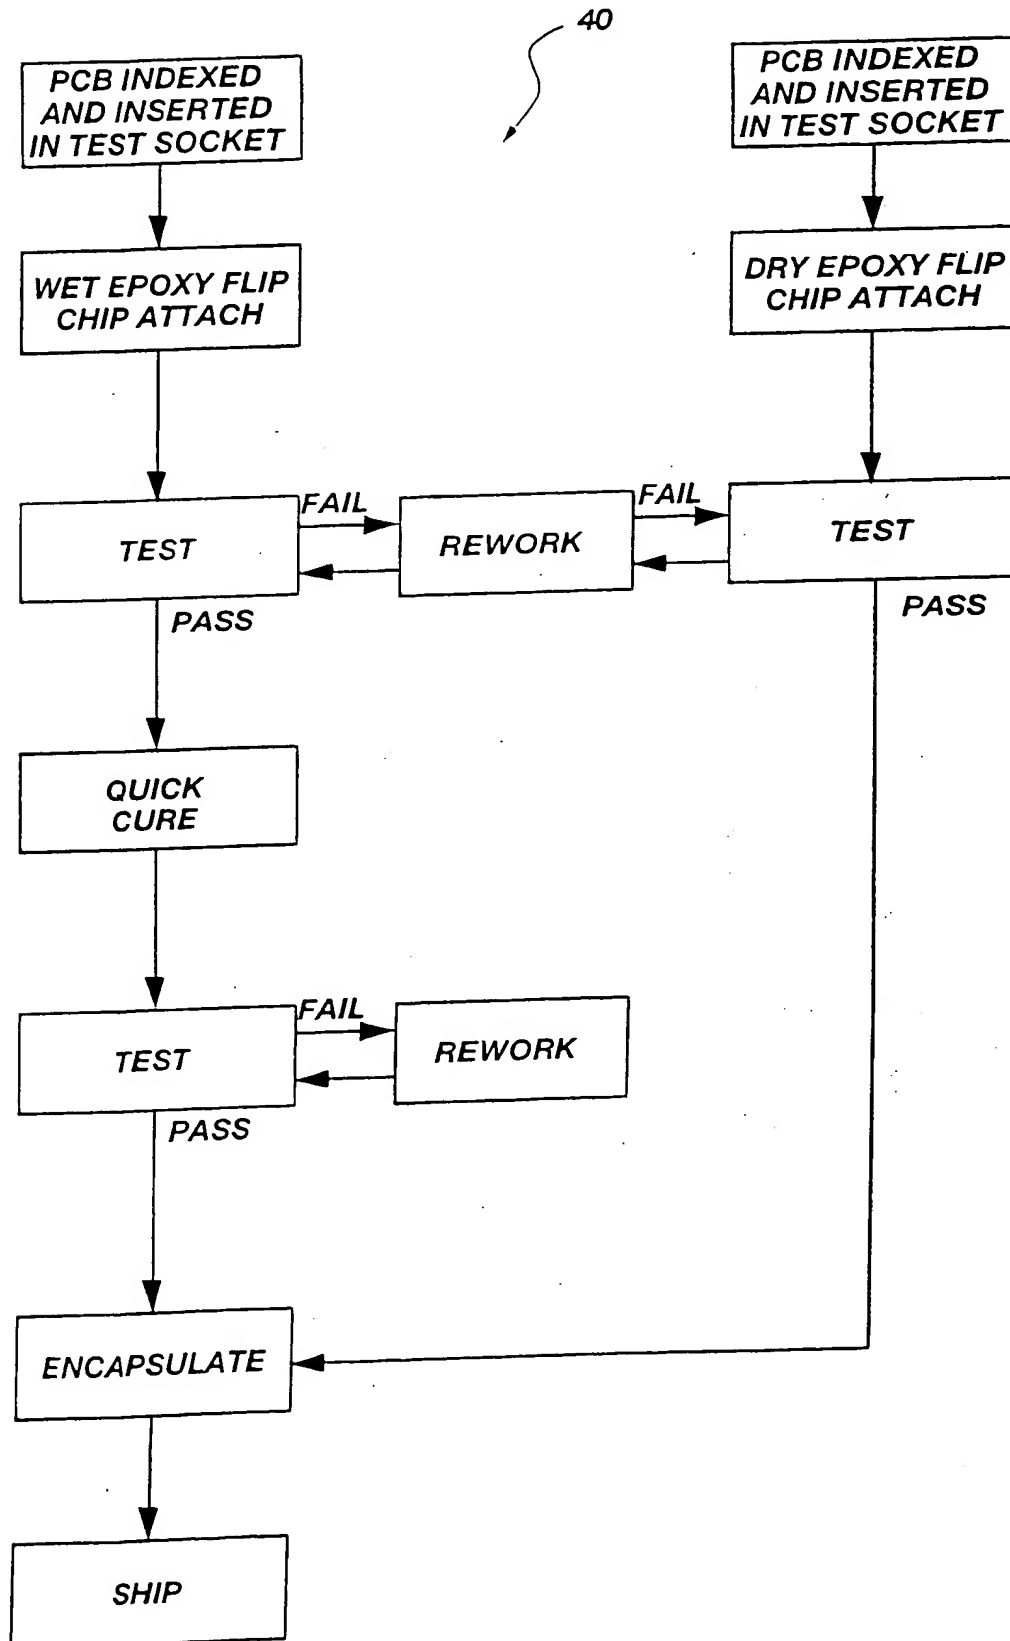 40
PCB INDEXED
AND INSERTED
IN TEST SOCKET
PCB INDEXED
AND INSERTED
IN TEST SOCKET
WET EPOXY FLIP
CHIP ATTACH
DRY EPOXY FLIP
CHIP ATTACH
TEST
FAIL
REWORK
FAIL
TEST
PASS
PASS
QUICK
CURE
TEST
FAIL
REWORK
PASS
ENCAPSULATE
SHIP